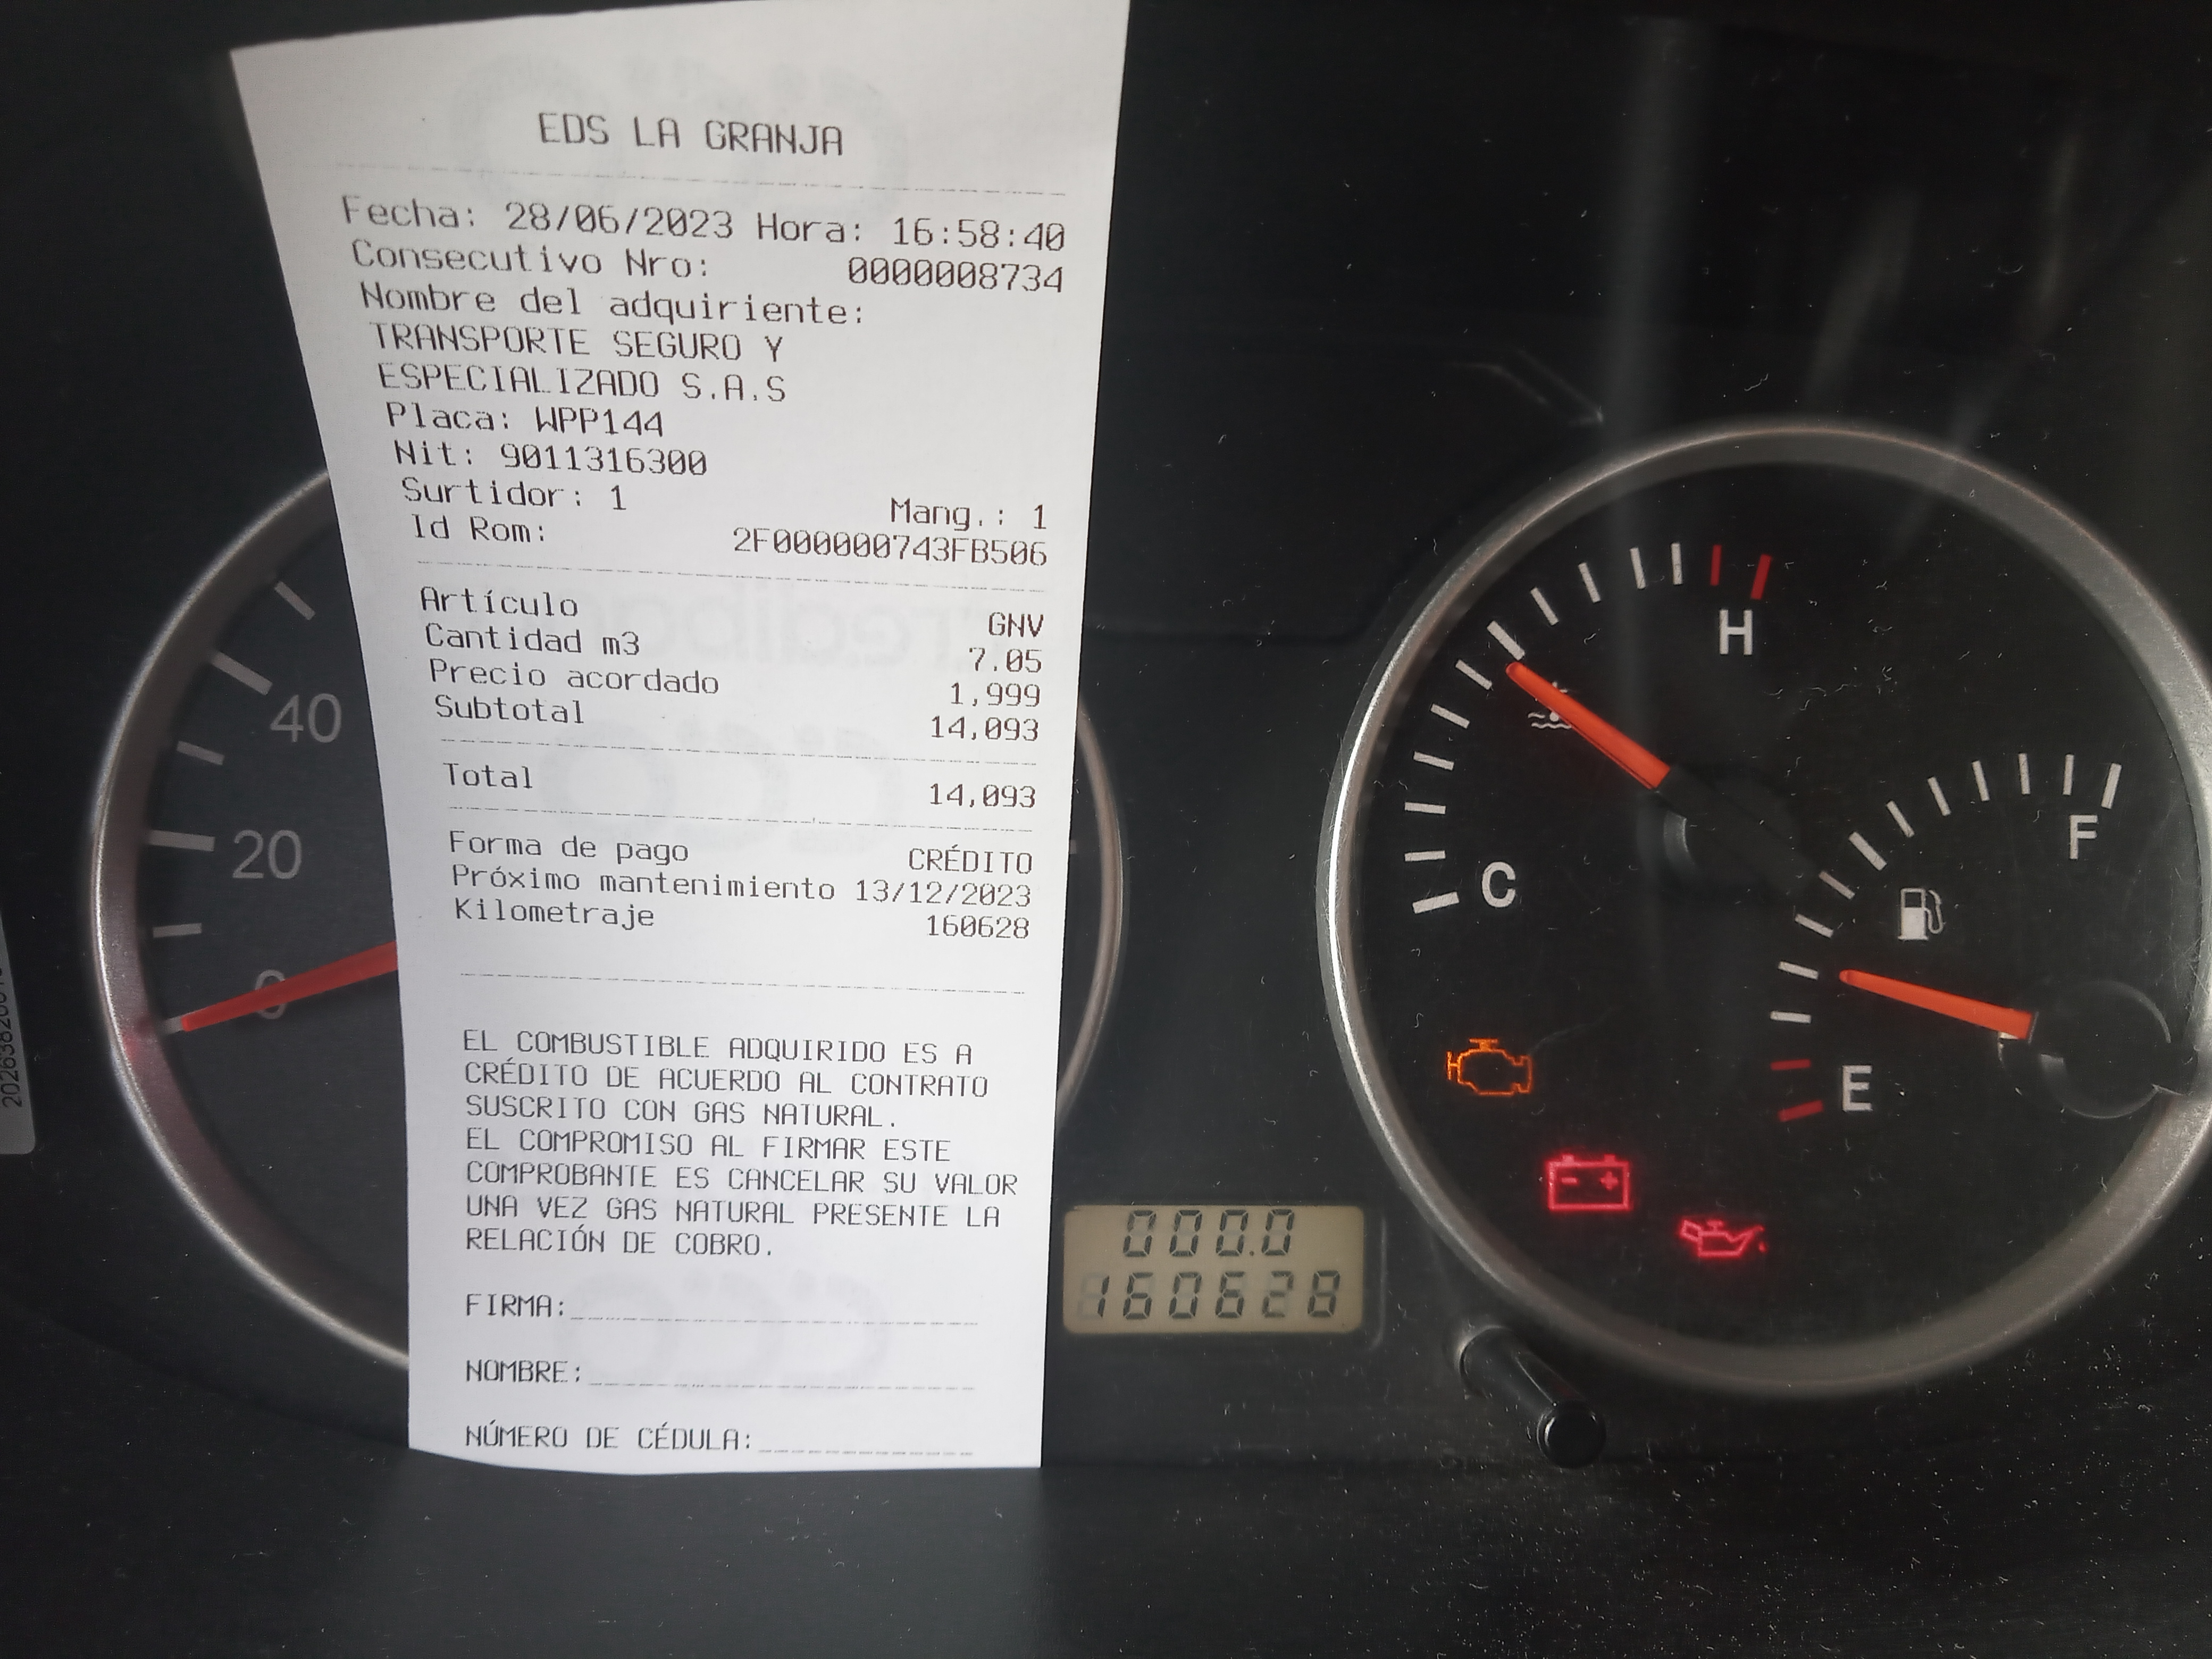 EDS LA GRANJA
Fecha: 28/06/2023 Hora: 16:58:40
Consecutivo Nro: 0000008734
Nombre del adquiriente:
TRANSPORTE SEGURO Y
ESPECIALIZADO S.A.S
Placa: WPP144
Nit: 9011316300
Surtidor: 1 Mang.: 1
Id Rom: 2F000000743FB506
Artículo GNV
Cantidad m3 7.05
Precio acordado 1,999
Subtotal 14,093
Total 14,093
Forma de pago CRÉDITO
Próximo mantenimiento 13/12/2023
Kilometraje 160628
EL COMBUSTIBLE ADQUIRIDO ES A
CRÉDITO DE ACUERDO AL CONTRATO
SUSCRITO CON GAS NATURAL.
EL COMPROMISO AL FIRMAR ESTE
COMPROBANTE ES CANCELAR SU VALOR
UNA VEZ GAS NATURAL PRESENTE LA
RELACIÓN DE COBRO.
FIRMA:
NOMBRE:
NÚMERO DE CÉDULA:
40
20
0
000.0
160628
H
C
F
E